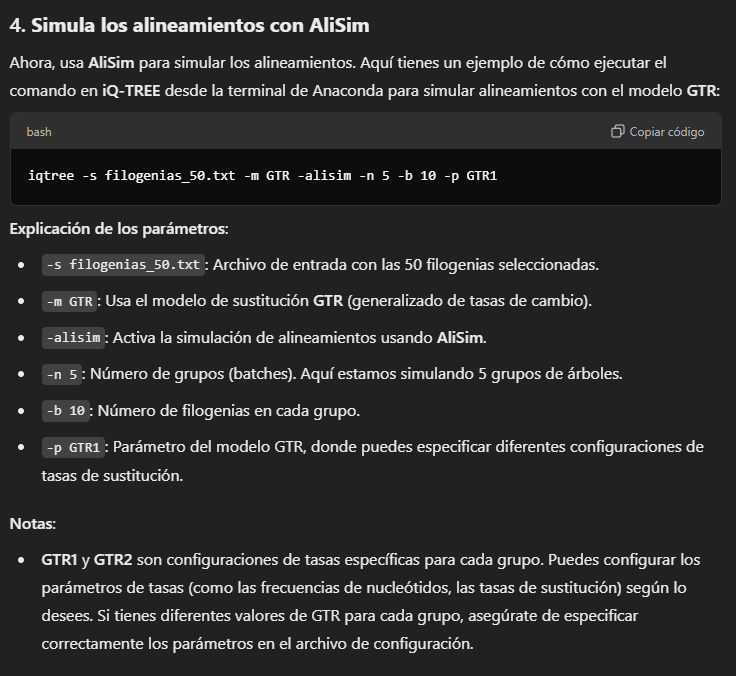 4. Simula los alineamientos con AliSim
Ahora, usa AliSim para simular los alineamientos. Aquí tienes un ejemplo de cómo ejecutar el
comando en iQ-TREE desde la terminal de Anaconda para simular alineamientos con el modelo GTR:
bash
Copiar código
iqtree -s filogenias_50.txt -m GTR -alisim -n 5 -b 10 -p GTR1
Explicación de los parámetros:
• -s filogenias_50.txt: Archivo de entrada con las 50 filogenias seleccionadas.
• -m GTR: Usa el modelo de sustitución GTR (generalizado de tasas de cambio).
• -alisim: Activa la simulación de alineamientos usando AliSim.
• -n 5: Número de grupos (batches). Aquí estamos simulando 5 grupos de árboles.
• -b 10: Número de filogenias en cada grupo.
• -p GTR1: Parámetro del modelo GTR, donde puedes especificar diferentes configuraciones de
tasas de sustitución.
Notas:
• GTR1 y GTR2 son configuraciones de tasas específicas para cada grupo. Puedes configurar los
parámetros de tasas (como las frecuencias de nucleótidos, las tasas de sustitución) según lo
desees. Si tienes diferentes valores de GTR para cada grupo, asegúrate de especificar
correctamente los parámetros en el archivo de configuración.